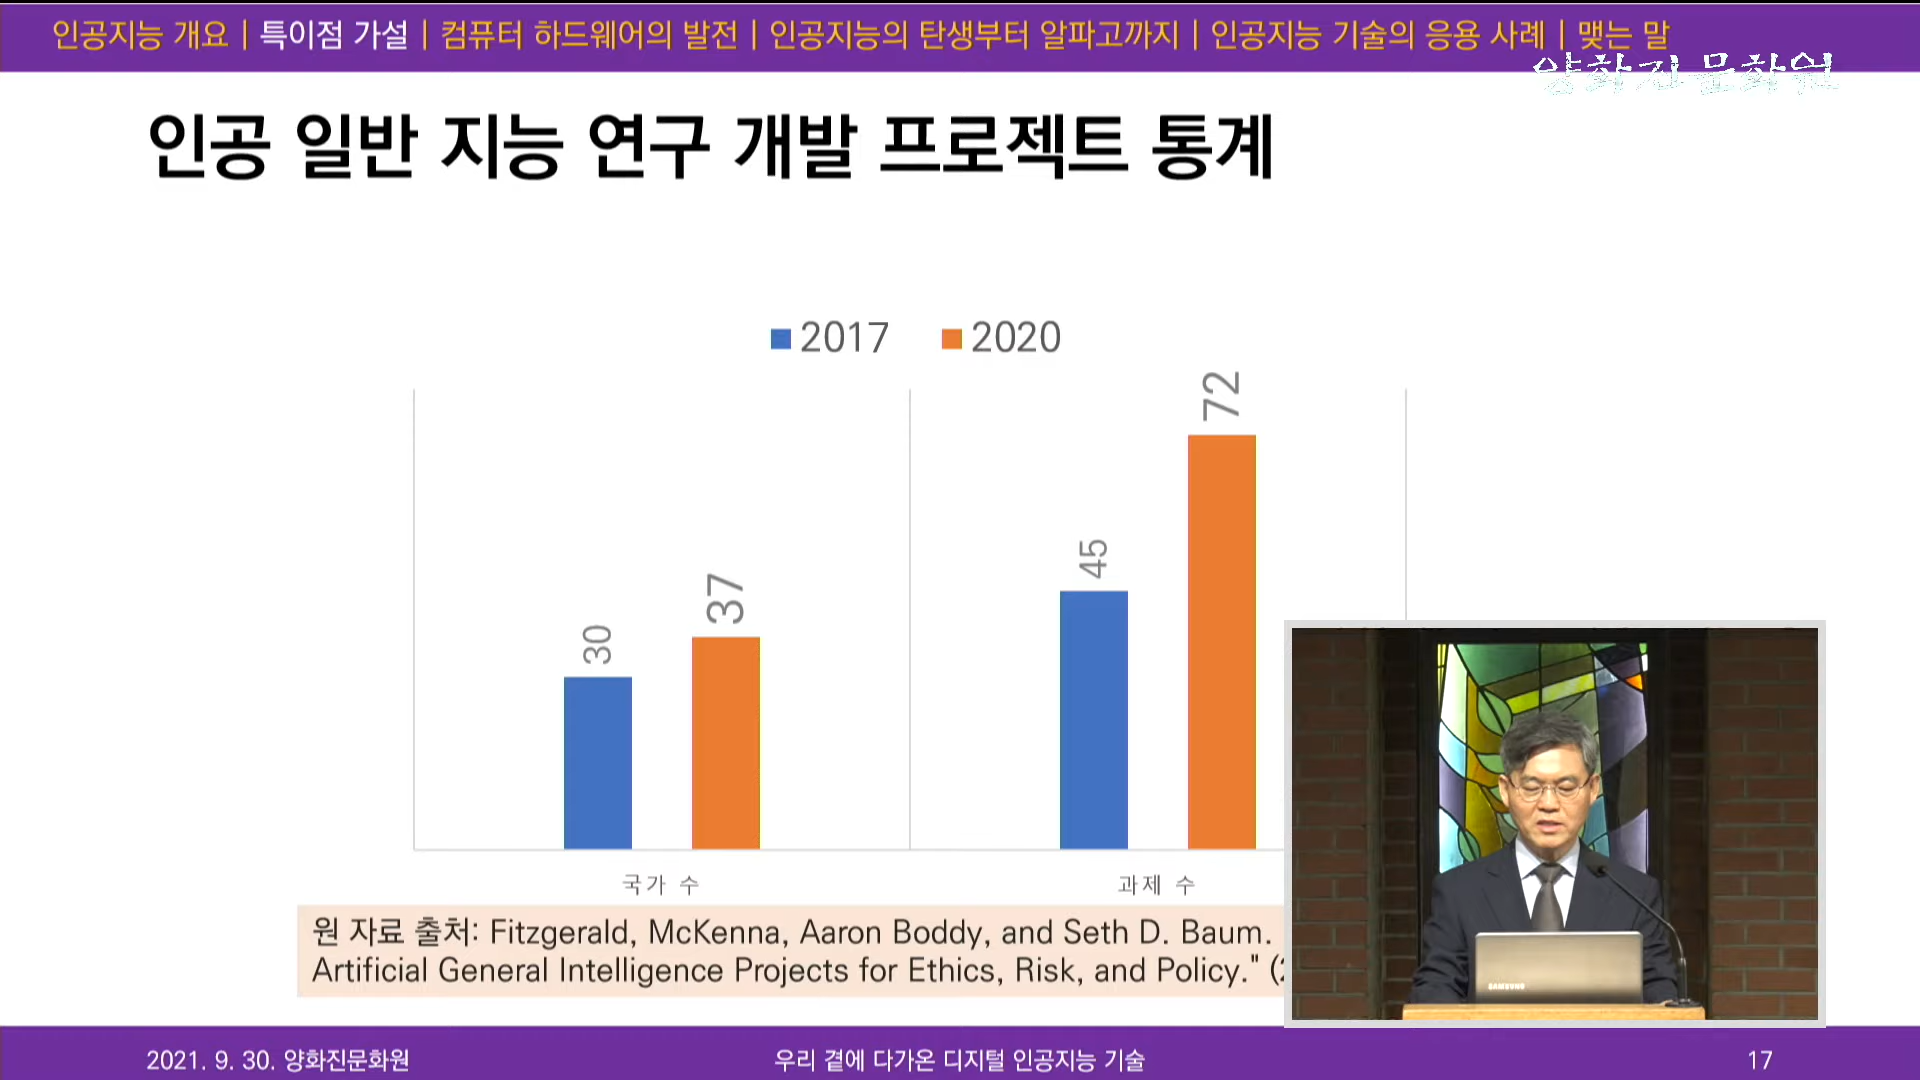 인공지능 개요 | 특이점 가설 | 컴퓨터 하드웨어의 발전 | 인공지능의 탄생부터 알파고까지 | 인공지능 기술의 응용 사례 | 맺는 말
양화진문화원
인공 일반 지능 연구 개발 프로젝트 통계
2017 2020
30
37
45
72
국가 수
과제 수
원 자료 출처: Fitzgerald, McKenna, Aaron Boddy, and Seth D. Baum.
Artificial General Intelligence Projects for Ethics, Risk, and Policy." (
SAMSUNG
2021. 9. 30. 양화진문화원
우리 곁에 다가온 디지털 인공지능 기술
17